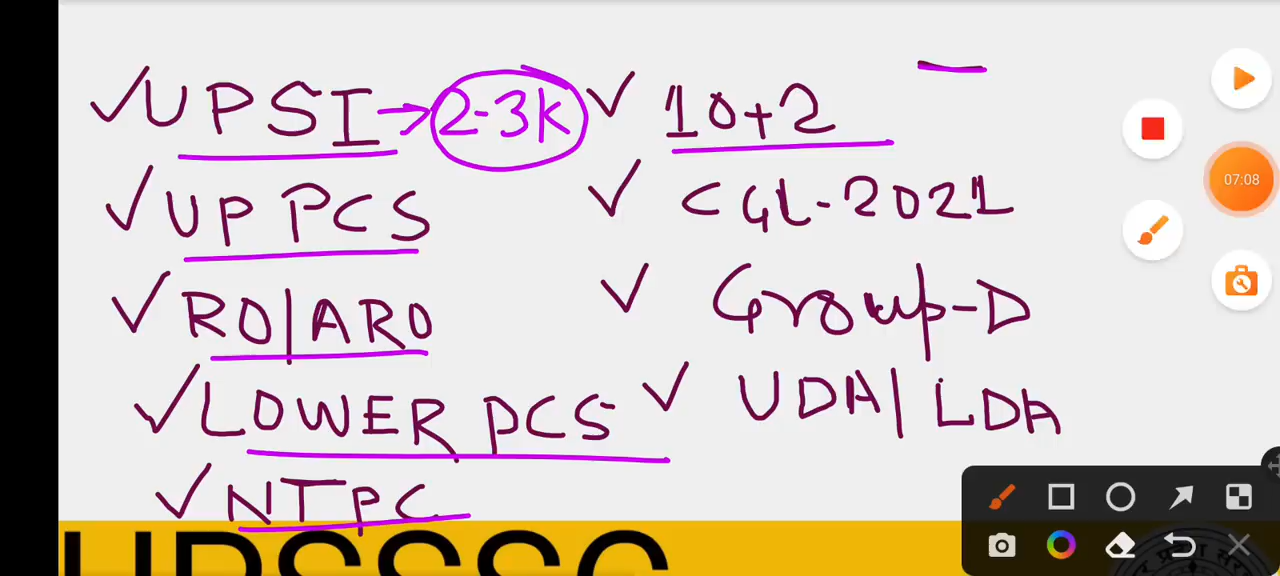 UPSI → 2-3K
UP PCS
RO/ARO
LOWER PCS
NTPC
10+2
CGL-2021
Group-D
UDA/LDA
07:08
UPSSSC